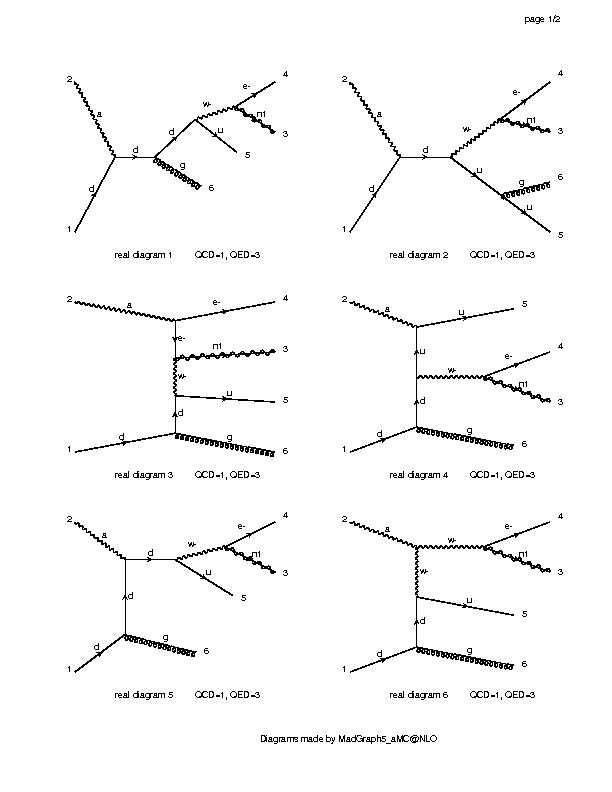 page 1/2
2 a d 1 d d g 6 w- u 5 e- 4 n1 3
real diagram 1 QCD=1, QED=3
2 a d 1 d w- e- 4 n1 3 u g 6 u 5
real diagram 2 QCD=1, QED=3
2 a e- 4 e- n1 3 w- u 5 d 1 d g 6
real diagram 3 QCD=1, QED=3
2 a u 5 u w- e- 4 n1 3 d 1 d g 6
real diagram 4 QCD=1, QED=3
2 a d w- e- 4 n1 3 u 5 d 1 d g 6
real diagram 5 QCD=1, QED=3
2 a w- e- 4 n1 3 w- u 5 d 1 d g 6
real diagram 6 QCD=1, QED=3
Diagrams made by MadGraph5_aMC@NLO